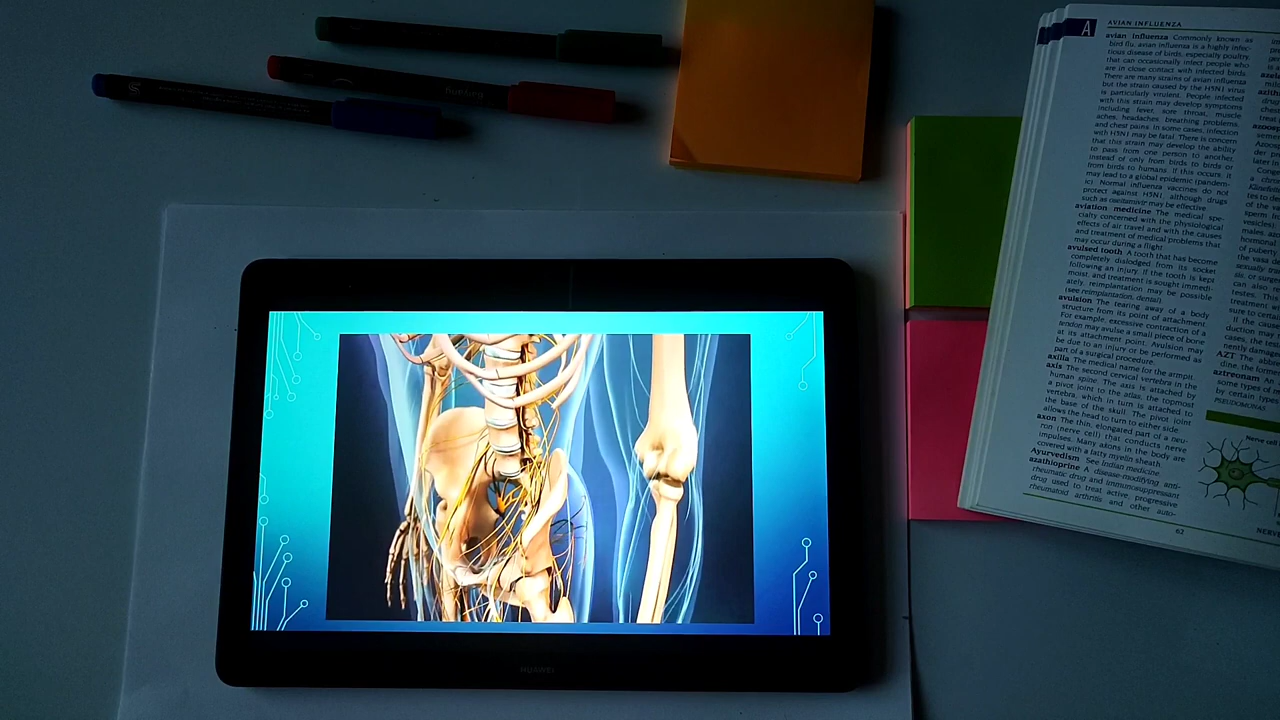 A
AVIAN INFLUENZA
avian influenza Commonly known as
bird flu, avian influenza is a highly infec-
tious disease of birds, especially poultry,
that can occasionally infect people who
are in close contact with infected birds.
There are many strains of avian influenza
but the strain caused by the H5N1 virus
is particularly virulent. People infected
with this strain may develop symptoms
including fever, sore throat, muscle
aches, headaches, breathing problems,
and chest pains. In some cases, infection
with H5N1 may be fatal. There is concern
that this strain may develop the ability
to pass from one person to another,
instead of only from birds to birds or
from birds to humans. If this occurs, it
may lead to a global epidemic (pandem-
ic). Normal influenza vaccines do not
protect against H5N1, although drugs
such as oseltamivir may be effective.
aviation medicine The medical spe-
cialty concerned with the physiological
effects of air travel and with the causes
and treatment of medical problems that
may occur during a flight.
avulsed tooth A tooth that has become
completely dislodged from its socket
following an injury. If the tooth is kept
moist, and treatment is sought immedi-
ately, reimplantation may be possible
(see reimplantation, dental).
avulsion The tearing away of a body
structure from its point of attachment.
For example, excessive contraction of a
tendon may avulse a small piece of bone
at its attachment point. Avulsion may
be due to an injury or be performed as
part of a surgical procedure.
axilla The medical name for the armpit.
axis The second cervical vertebra in the
human spine. The axis is attached by
a pivot joint to the atlas, the topmost
vertebra, which in turn is attached to
the base of the skull. The pivot joint
allows the head to turn to either side.
axon The thin, elongated part of a neu-
ron (nerve cell) that conducts nerve
impulses. Many axons in the body are
covered with a fatty myelin sheath.
Ayurvedism See Indian medicine.
azathioprine A disease-modifying anti-
rheumatic drug and immunosuppressant
drug used to treat active, progressive
rheumatoid arthritis and other auto-
62
AZT The abb
aztreonam An
some types of
by certain types
PSEUDOMONAS
Nerve cell
NERVE
HUAWEI